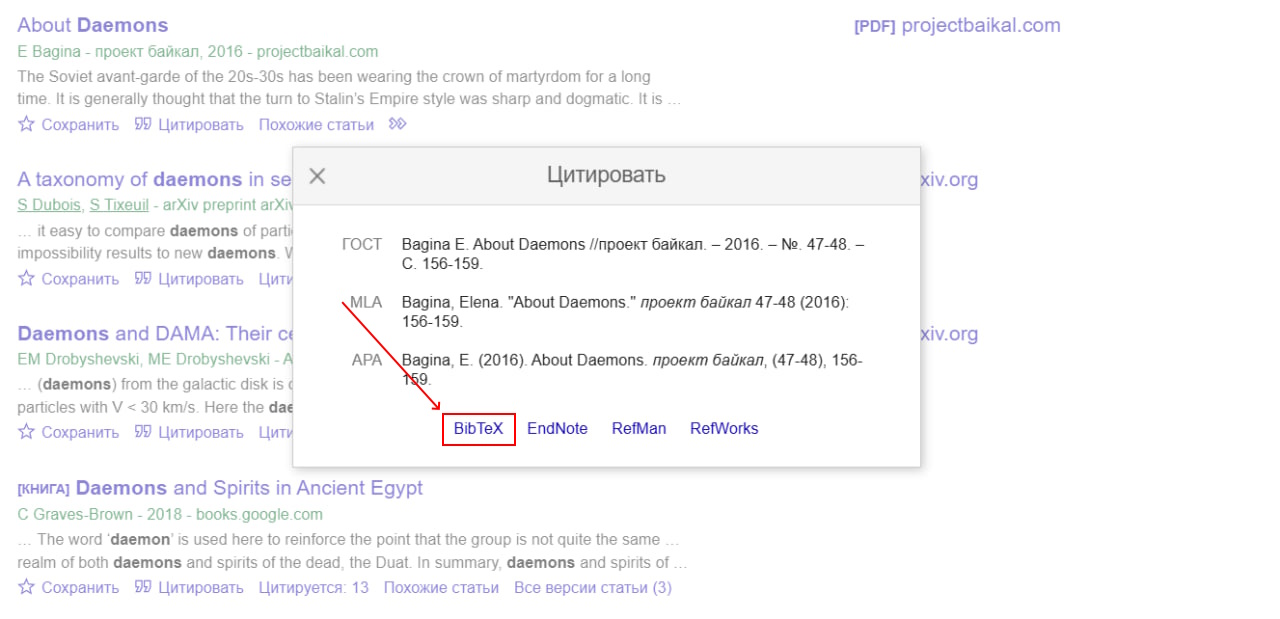 About Daemons
[PDF] projectbaikal.com
E Bagina - проект байкал, 2016 - projectbaikal.com
The Soviet avant-garde of the 20s-30s has been wearing the crown of martyrdom for a long
time. It is generally thought that the turn to Stalin’s Empire style was sharp and dogmatic. It is …
Сохранить Цитировать Похожие статьи
A taxonomy of daemons in se
xiv.org
S Dubois, S Tixeuil - arXiv preprint arXiv
… it easy to compare daemons of parti
impossibility results to new daemons. W
Сохранить Цитировать Цити
Daemons and DAMA: Their ce
xiv.org
EM Drobyshevski, ME Drobyshevski - A
… (daemons) from the galactic disk is c
particles with V < 30 km/s. Here the dae
Сохранить Цитировать Цити
Цитировать
ГОСТ Bagina E. About Daemons //проект байкал. – 2016. – №. 47-48. –
С. 156-159.
MLA Bagina, Elena. "About Daemons." проект байкал 47-48 (2016):
156-159.
APA Bagina, E. (2016). About Daemons. проект байкал, (47-48), 156-
159.
BibTeX EndNote RefMan RefWorks
[КНИГА] Daemons and Spirits in Ancient Egypt
C Graves-Brown - 2018 - books.google.com
… The word ‘daemon’ is used here to reinforce the point that the group is not quite the same …
realm of both daemons and spirits of the dead, the Duat. In summary, daemons and spirits of …
Сохранить Цитировать Цитируется: 13 Похожие статьи Все версии статьи (3)